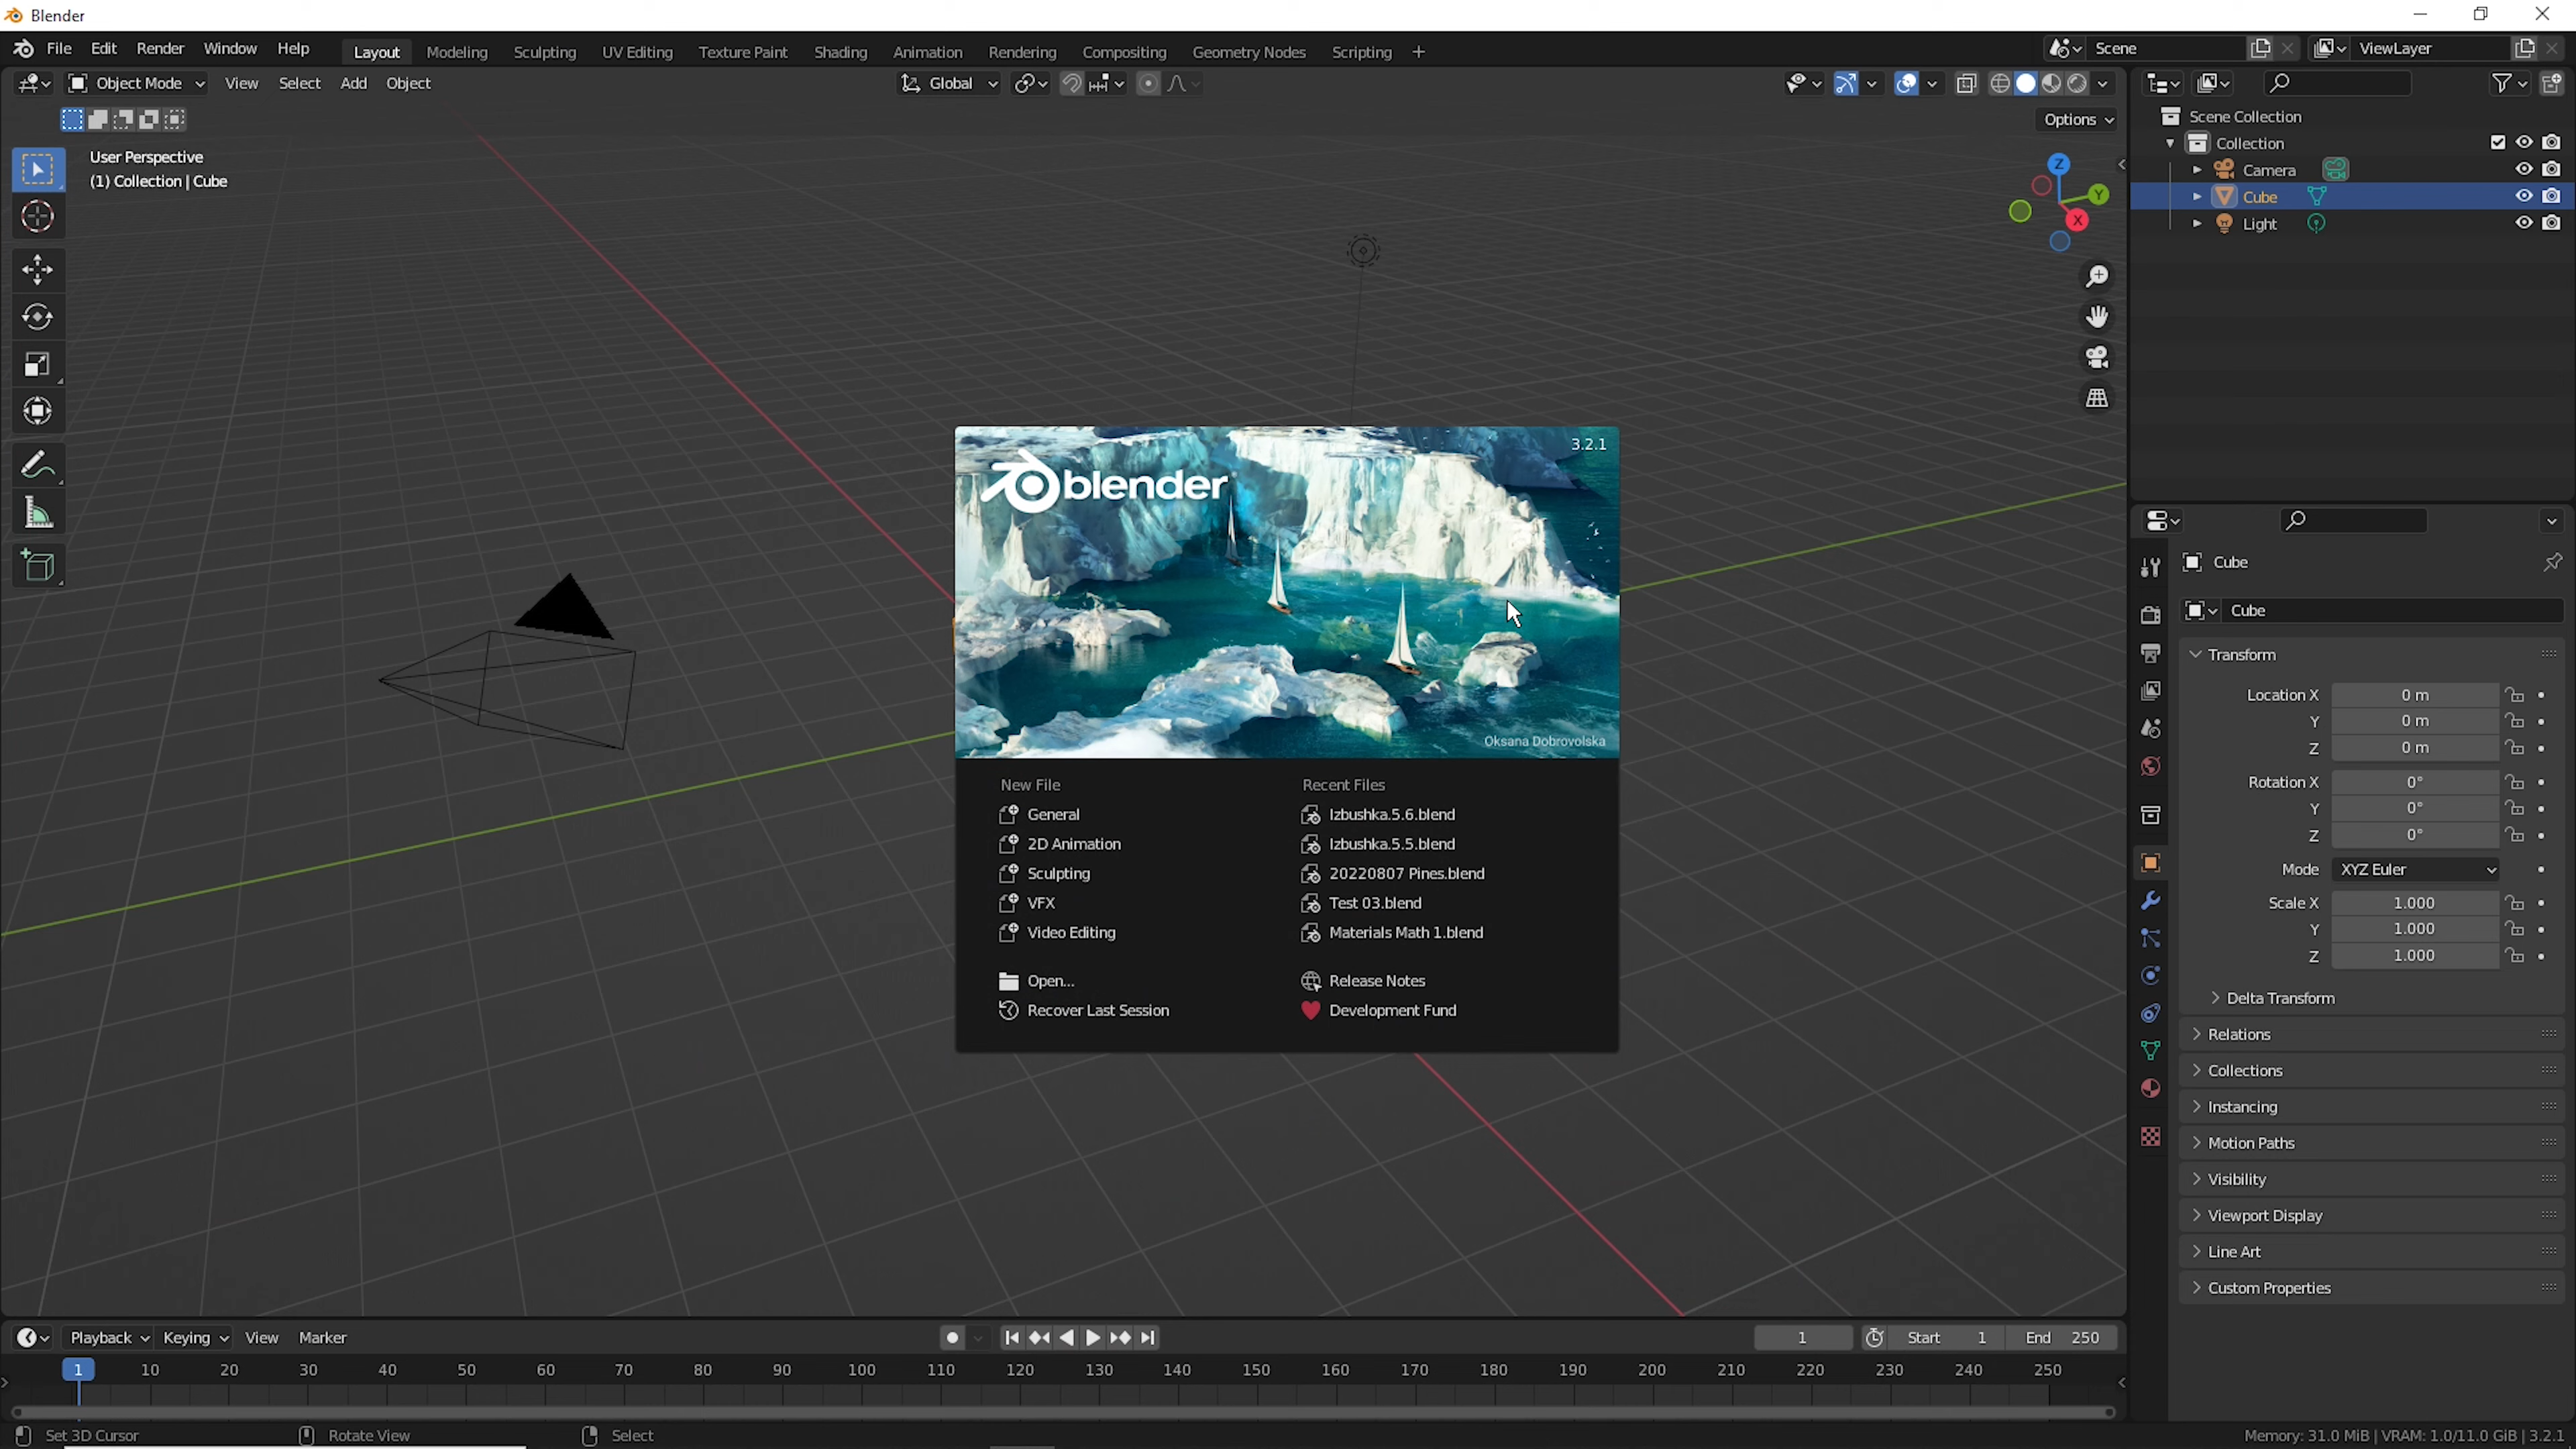 Blender
File Edit Render Window Help Layout Modeling Sculpting UV Editing Texture Paint Shading Animation Rendering Compositing Geometry Nodes Scripting + Scene ViewLayer
Object Mode View Select Add Object Global
Options
User Perspective
(1) Collection | Cube
Z
Y
X
Scene Collection
Collection
Camera
Cube
Light
3.2.1
blender
Oksana Dobrovolska
New File
General
2D Animation
Sculpting
VFX
Video Editing
Open...
Recover Last Session
Recent Files
Izbushka.5.6.blend
Izbushka.5.5.blend
20220807 Pines.blend
Test 03.blend
Materials Math 1.blend
Release Notes
Development Fund
Cube
Cube
Transform
Location X 0 m
Y 0 m
Z 0 m
Rotation X 0°
Y 0°
Z 0°
Mode XYZ Euler
Scale X 1.000
Y 1.000
Z 1.000
Delta Transform
Relations
Collections
Instancing
Motion Paths
Visibility
Viewport Display
Line Art
Custom Properties
Playback Keying View Marker 1 Start 1 End 250
1 10 20 30 40 50 60 70 80 90 100 110 120 130 140 150 160 170 180 190 200 210 220 230 240 250
Set 3D Cursor Rotate View Select Memory: 31.0 MiB | VRAM: 1.0/11.0 GiB | 3.2.1